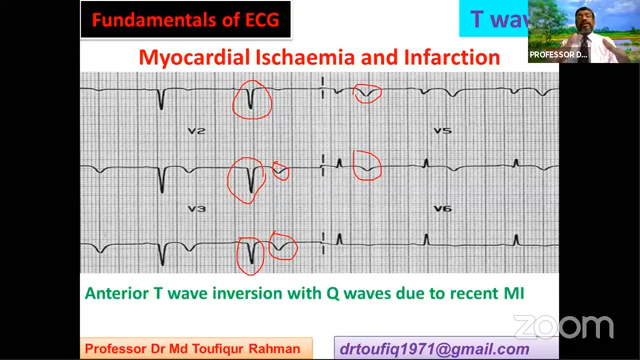 Fundamentals of ECG
T wav
PROFESSOR D...
Myocardial Ischaemia and Infarction
V2
V5
V3
V6
Anterior T wave inversion with Q waves due to recent MI
zoom
Professor Dr Md Toufiqur Rahman
drtoufiq1971@gmail.com